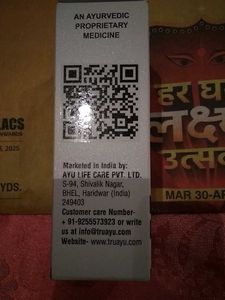 AN AYURVEDIC
PROPRIETARY
MEDICINE
Marketed in India by:
AYU LIFE CARE PVT. LTD.
S-94, Shivalik Nagar,
BHEL, Haridwar (India)
249403
Customer care Number-
+ 91-9255573923 or write
us at info@truayu.com
Website- www.truayu.com
LACS
2025
YDS.
हर घर
लक्ष्
उत्सव
MAR 30-AP